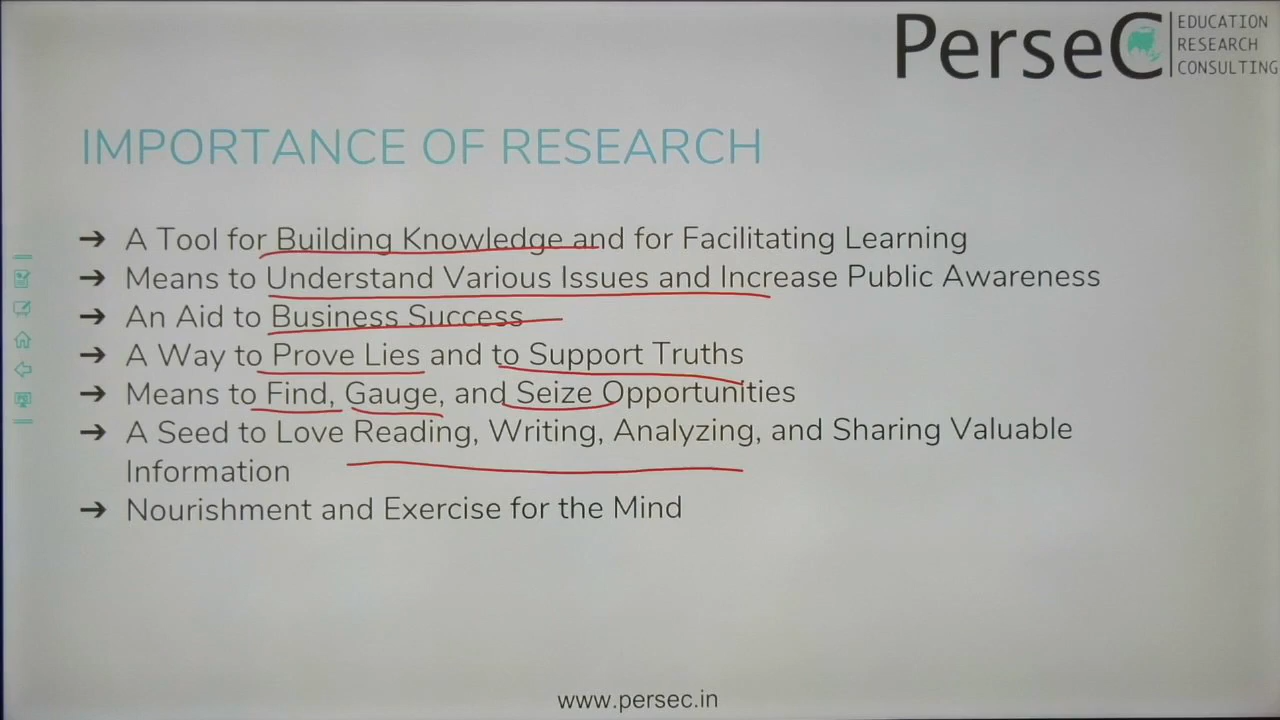 PerseC
EDUCATION
RESEARCH
CONSULTING
IMPORTANCE OF RESEARCH
➔ A Tool for Building Knowledge and for Facilitating Learning
➔ Means to Understand Various Issues and Increase Public Awareness
➔ An Aid to Business Success
➔ A Way to Prove Lies and to Support Truths
➔ Means to Find, Gauge, and Seize Opportunities
➔ A Seed to Love Reading, Writing, Analyzing, and Sharing Valuable
Information
➔ Nourishment and Exercise for the Mind
www.persec.in